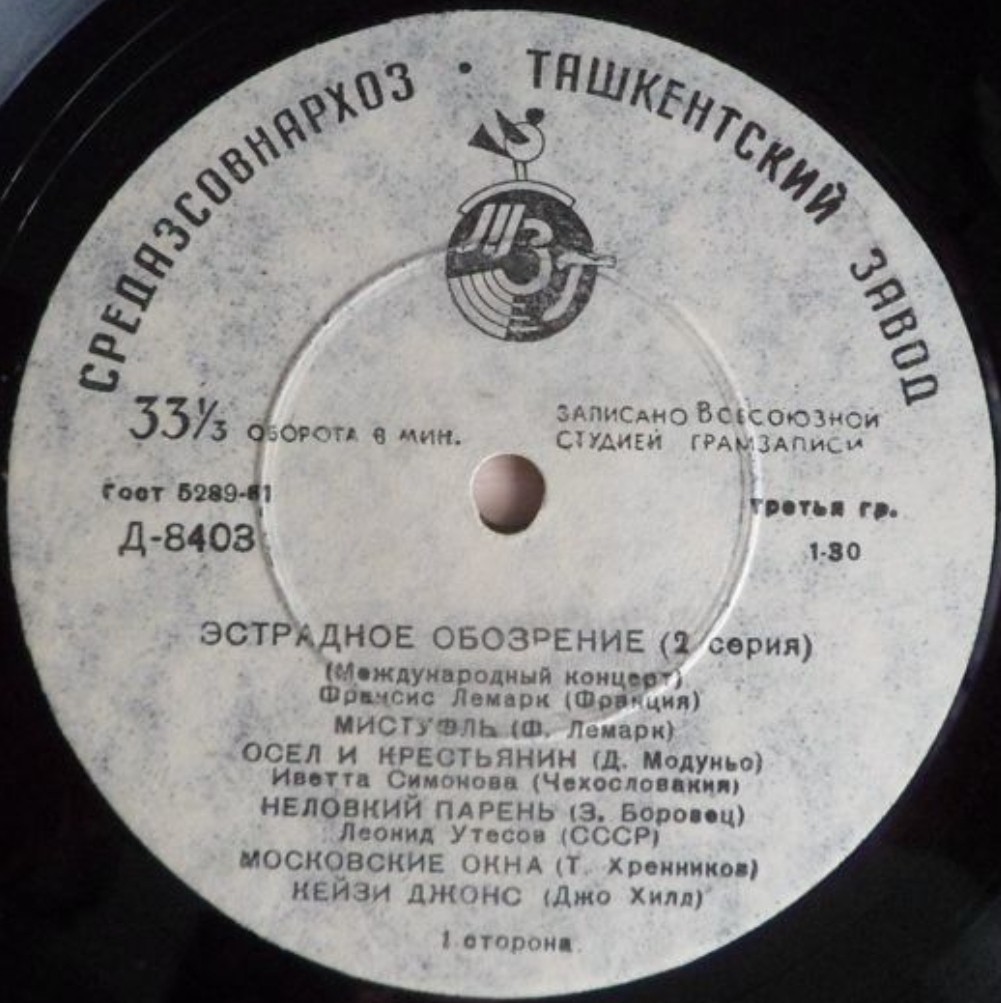 СРЕДАЗСОВНАРХОЗ • ТАШКЕНТСКИЙ ЗАВОД
ТЗ
33⅓ ОБОРОТА В МИН.
ЗАПИСАНО ВСЕСОЮЗНОЙ
СТУДИЕЙ ГРАМЗАПИСИ
Гост 5289-61
третья гр.
Д-8403
1-30
ЭСТРАДНОЕ ОБОЗРЕНИЕ (2 серия)
(Международный концерт)
Франсис Лемарк (Франция)
МИСТУФЛЬ (Ф. Лемарк)
ОСЕЛ И КРЕСТЬЯНИН (Д. Модуньо)
Иветта Симонова (Чехословакия)
НЕЛОВКИЙ ПАРЕНЬ (З. Боровец)
Леонид Утесов (СССР)
МОСКОВСКИЕ ОКНА (Т. Хренников)
КЕЙЗИ ДЖОНС (Джо Хилл)
1 сторона